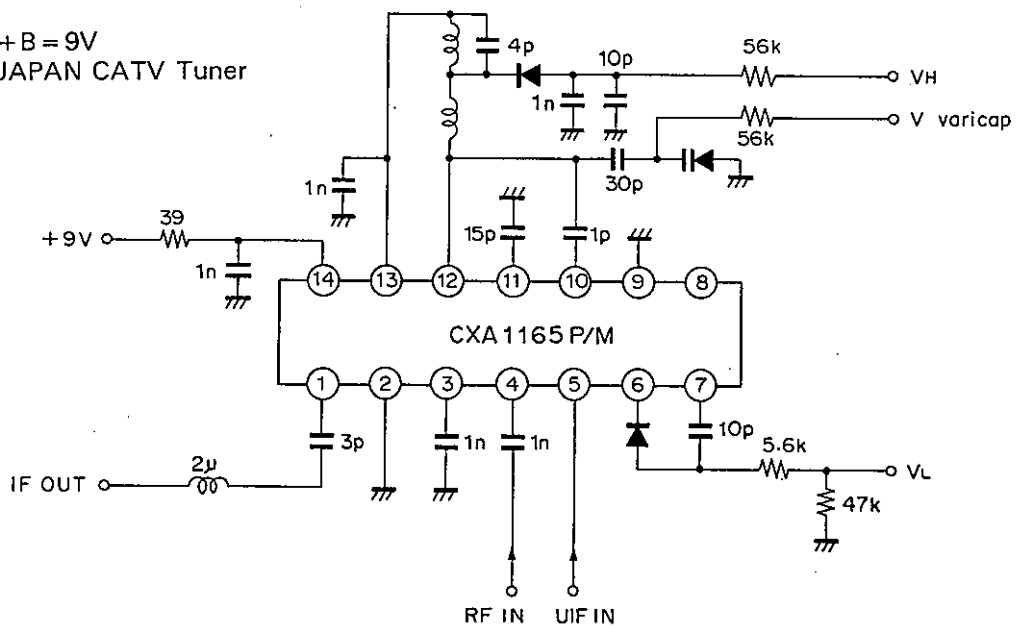 +B=9V
JAPAN CATV Tuner
4p
10p
1n
56k
VH
56k
V varicap
30p
1n
39
+9V
1n
15p
1p
14
13
12
11
10
9
8
CXA1165P/M
1
2
3
4
5
6
7
3p
1n
1n
10p
5.6k
VL
47k
2μ
IF OUT
RF IN
UIF IN